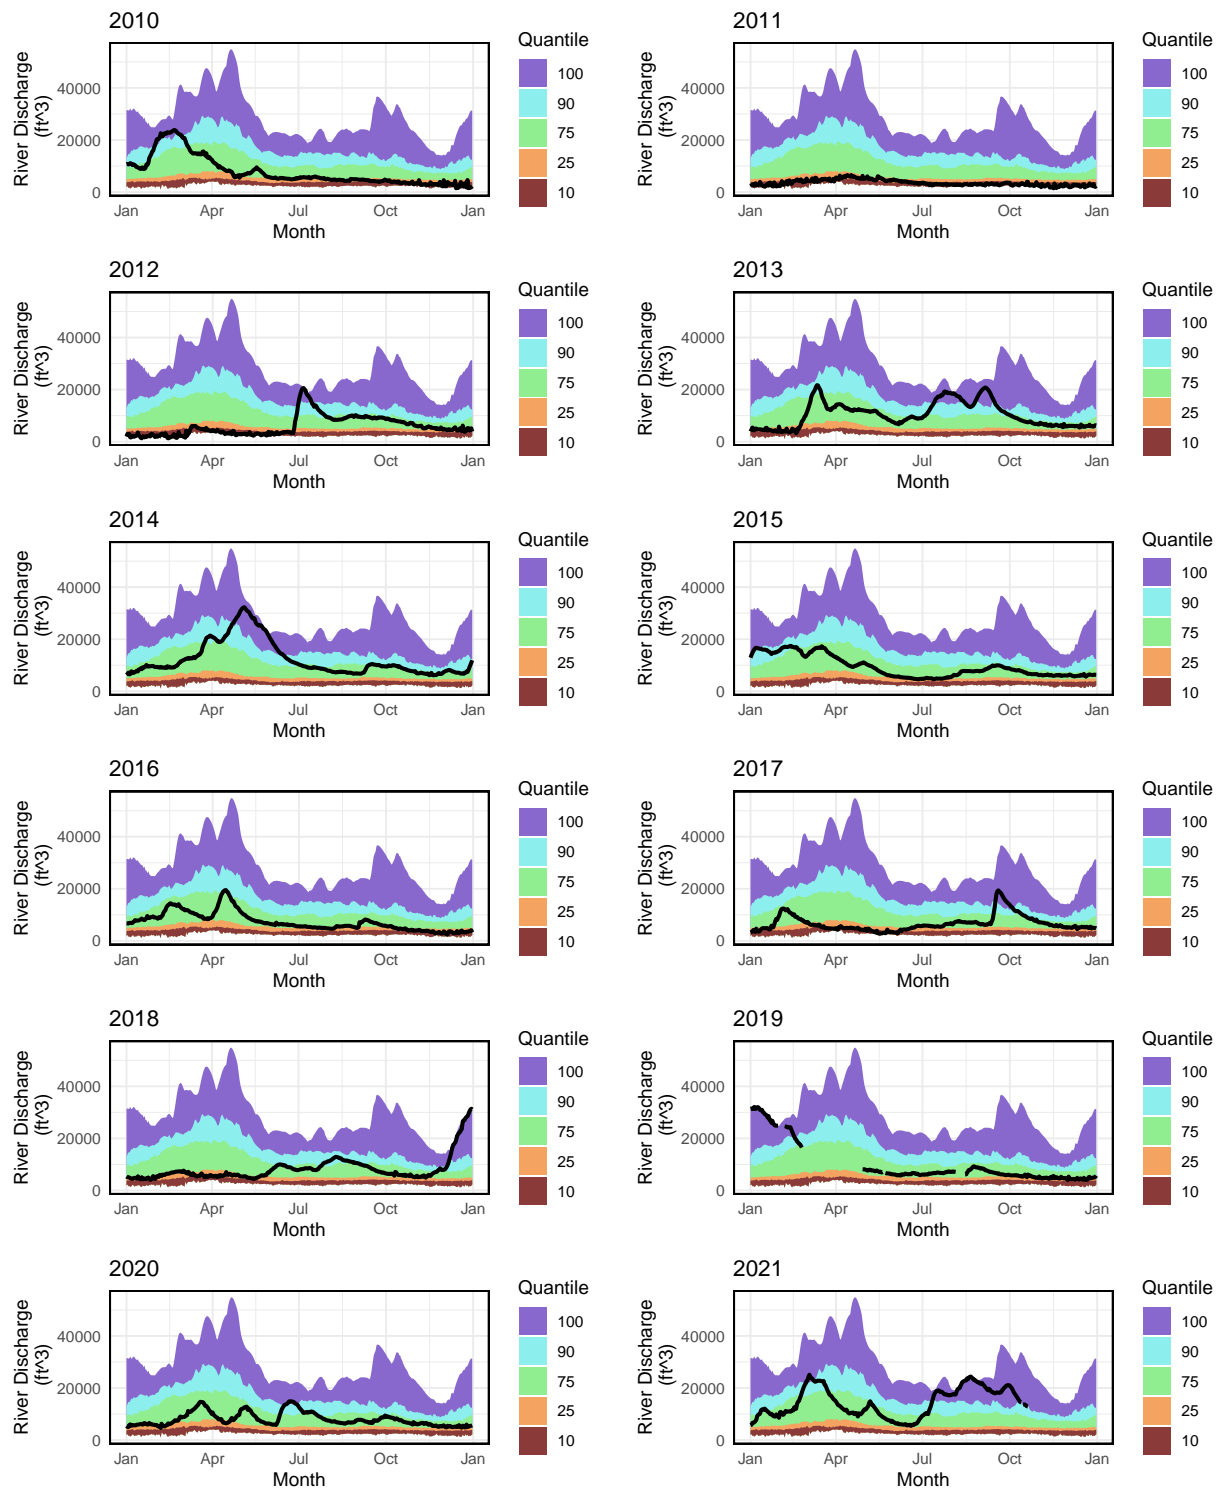 2010
River Discharge
(ft^3)
40000
20000
0
Jan Apr Jul Oct Jan
Month
Quantile
100
90
75
25
10
2011
River Discharge
(ft^3)
40000
20000
0
Jan Apr Jul Oct Jan
Month
Quantile
100
90
75
25
10
2012
River Discharge
(ft^3)
40000
20000
0
Jan Apr Jul Oct Jan
Month
Quantile
100
90
75
25
10
2013
River Discharge
(ft^3)
40000
20000
0
Jan Apr Jul Oct Jan
Month
Quantile
100
90
75
25
10
2014
River Discharge
(ft^3)
40000
20000
0
Jan Apr Jul Oct Jan
Month
Quantile
100
90
75
25
10
2015
River Discharge
(ft^3)
40000
20000
0
Jan Apr Jul Oct Jan
Month
Quantile
100
90
75
25
10
2016
River Discharge
(ft^3)
40000
20000
0
Jan Apr Jul Oct Jan
Month
Quantile
100
90
75
25
10
2017
River Discharge
(ft^3)
40000
20000
0
Jan Apr Jul Oct Jan
Month
Quantile
100
90
75
25
10
2018
River Discharge
(ft^3)
40000
20000
0
Jan Apr Jul Oct Jan
Month
Quantile
100
90
75
25
10
2019
River Discharge
(ft^3)
40000
20000
0
Jan Apr Jul Oct Jan
Month
Quantile
100
90
75
25
10
2020
River Discharge
(ft^3)
40000
20000
0
Jan Apr Jul Oct Jan
Month
Quantile
100
90
75
25
10
2021
River Discharge
(ft^3)
40000
20000
0
Jan Apr Jul Oct Jan
Month
Quantile
100
90
75
25
10